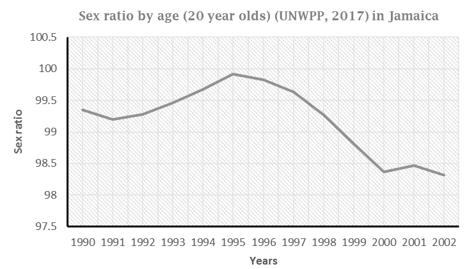 Sex ratio by age (20 year olds) (UNWPP, 2017) in Jamaica
100.5
100
99.5
99
98.5
98
97.5
Sex ratio
1990 1991 1992 1993 1994 1995 1996 1997 1998 1999 2000 2001 2002
Years